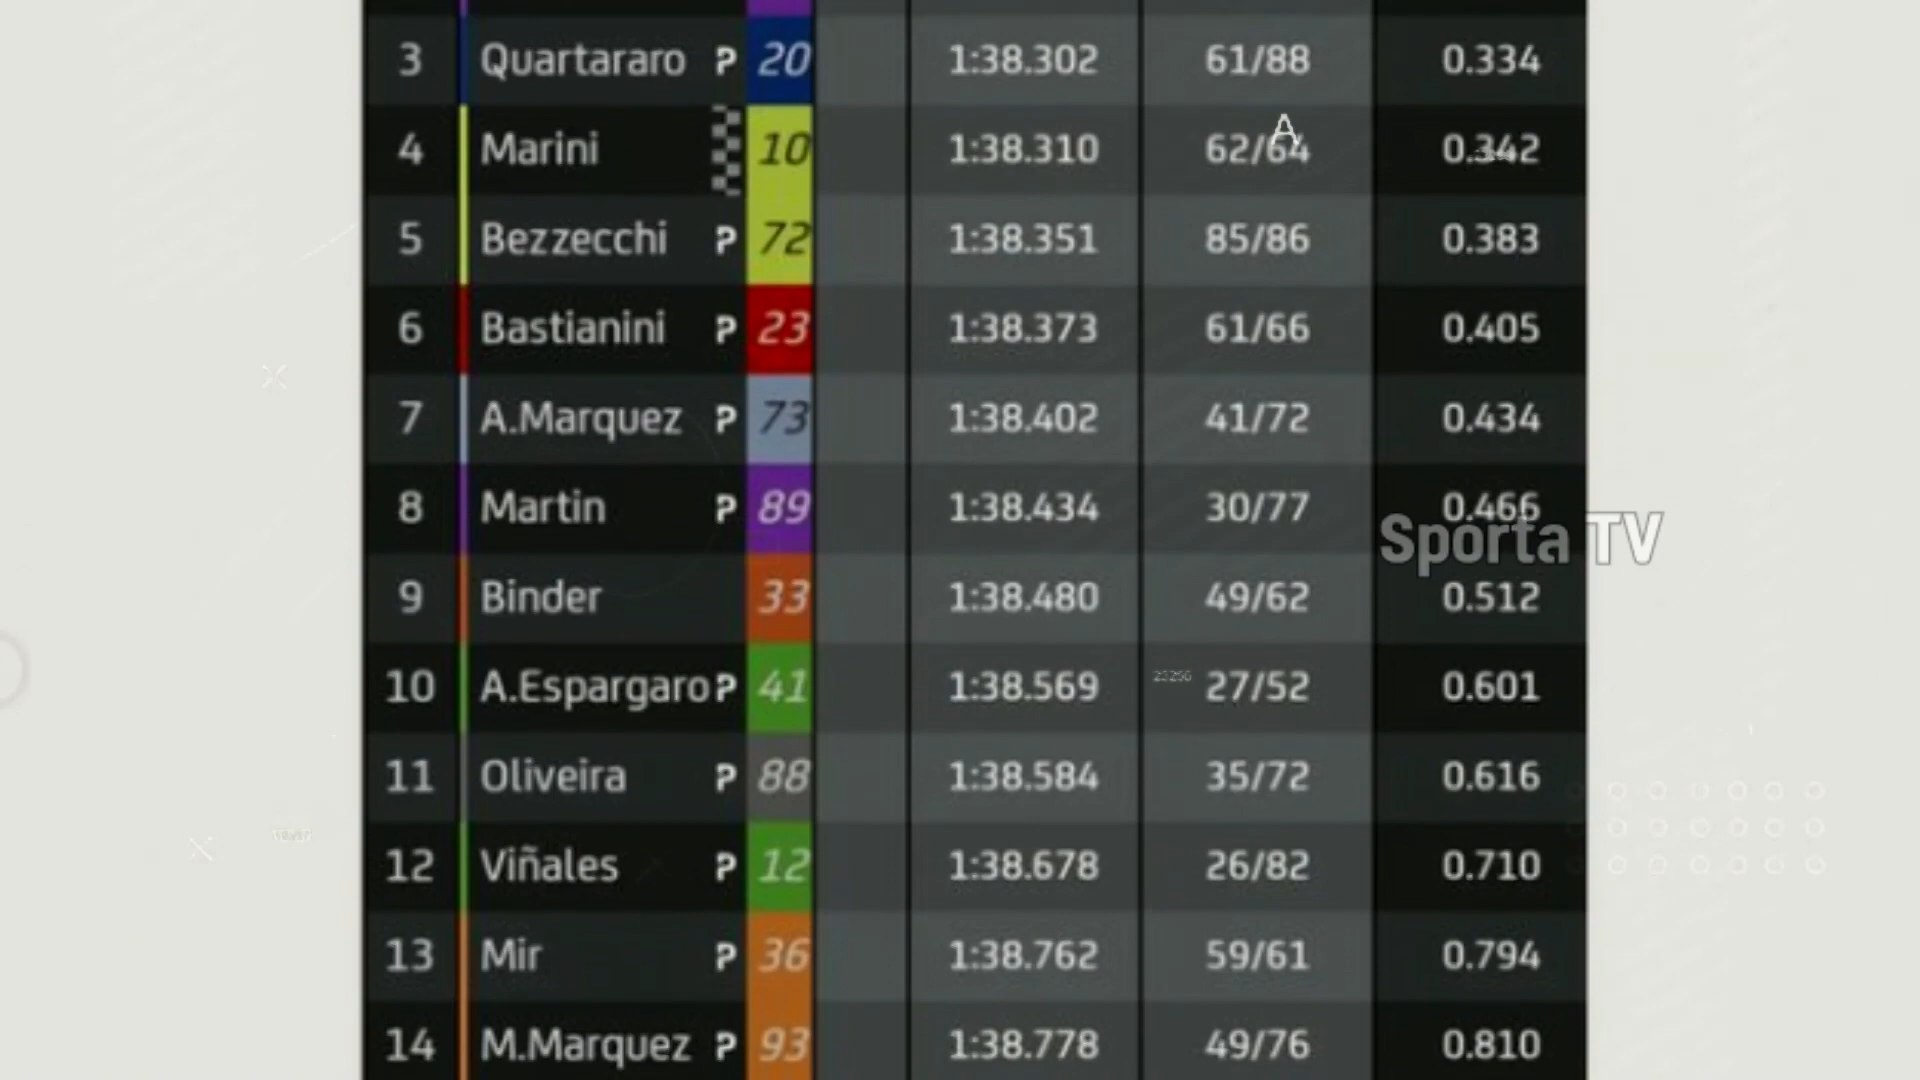 3 Quartararo P 20 1:38.302 61/88 0.334
4 Marini 10 1:38.310 62/64 0.342
5 Bezzecchi P 72 1:38.351 85/86 0.383
6 Bastianini P 23 1:38.373 61/66 0.405
7 A.Marquez P 73 1:38.402 41/72 0.434
8 Martin P 89 1:38.434 30/77 0.466
Sporta TV
9 Binder 33 1:38.480 49/62 0.512
10 A.Espargaro P 41 1:38.569 27/52 0.601
11 Oliveira P 88 1:38.584 35/72 0.616
12 Viñales P 12 1:38.678 26/82 0.710
13 Mir P 36 1:38.762 59/61 0.794
14 M.Marquez P 93 1:38.778 49/76 0.810
A
23256